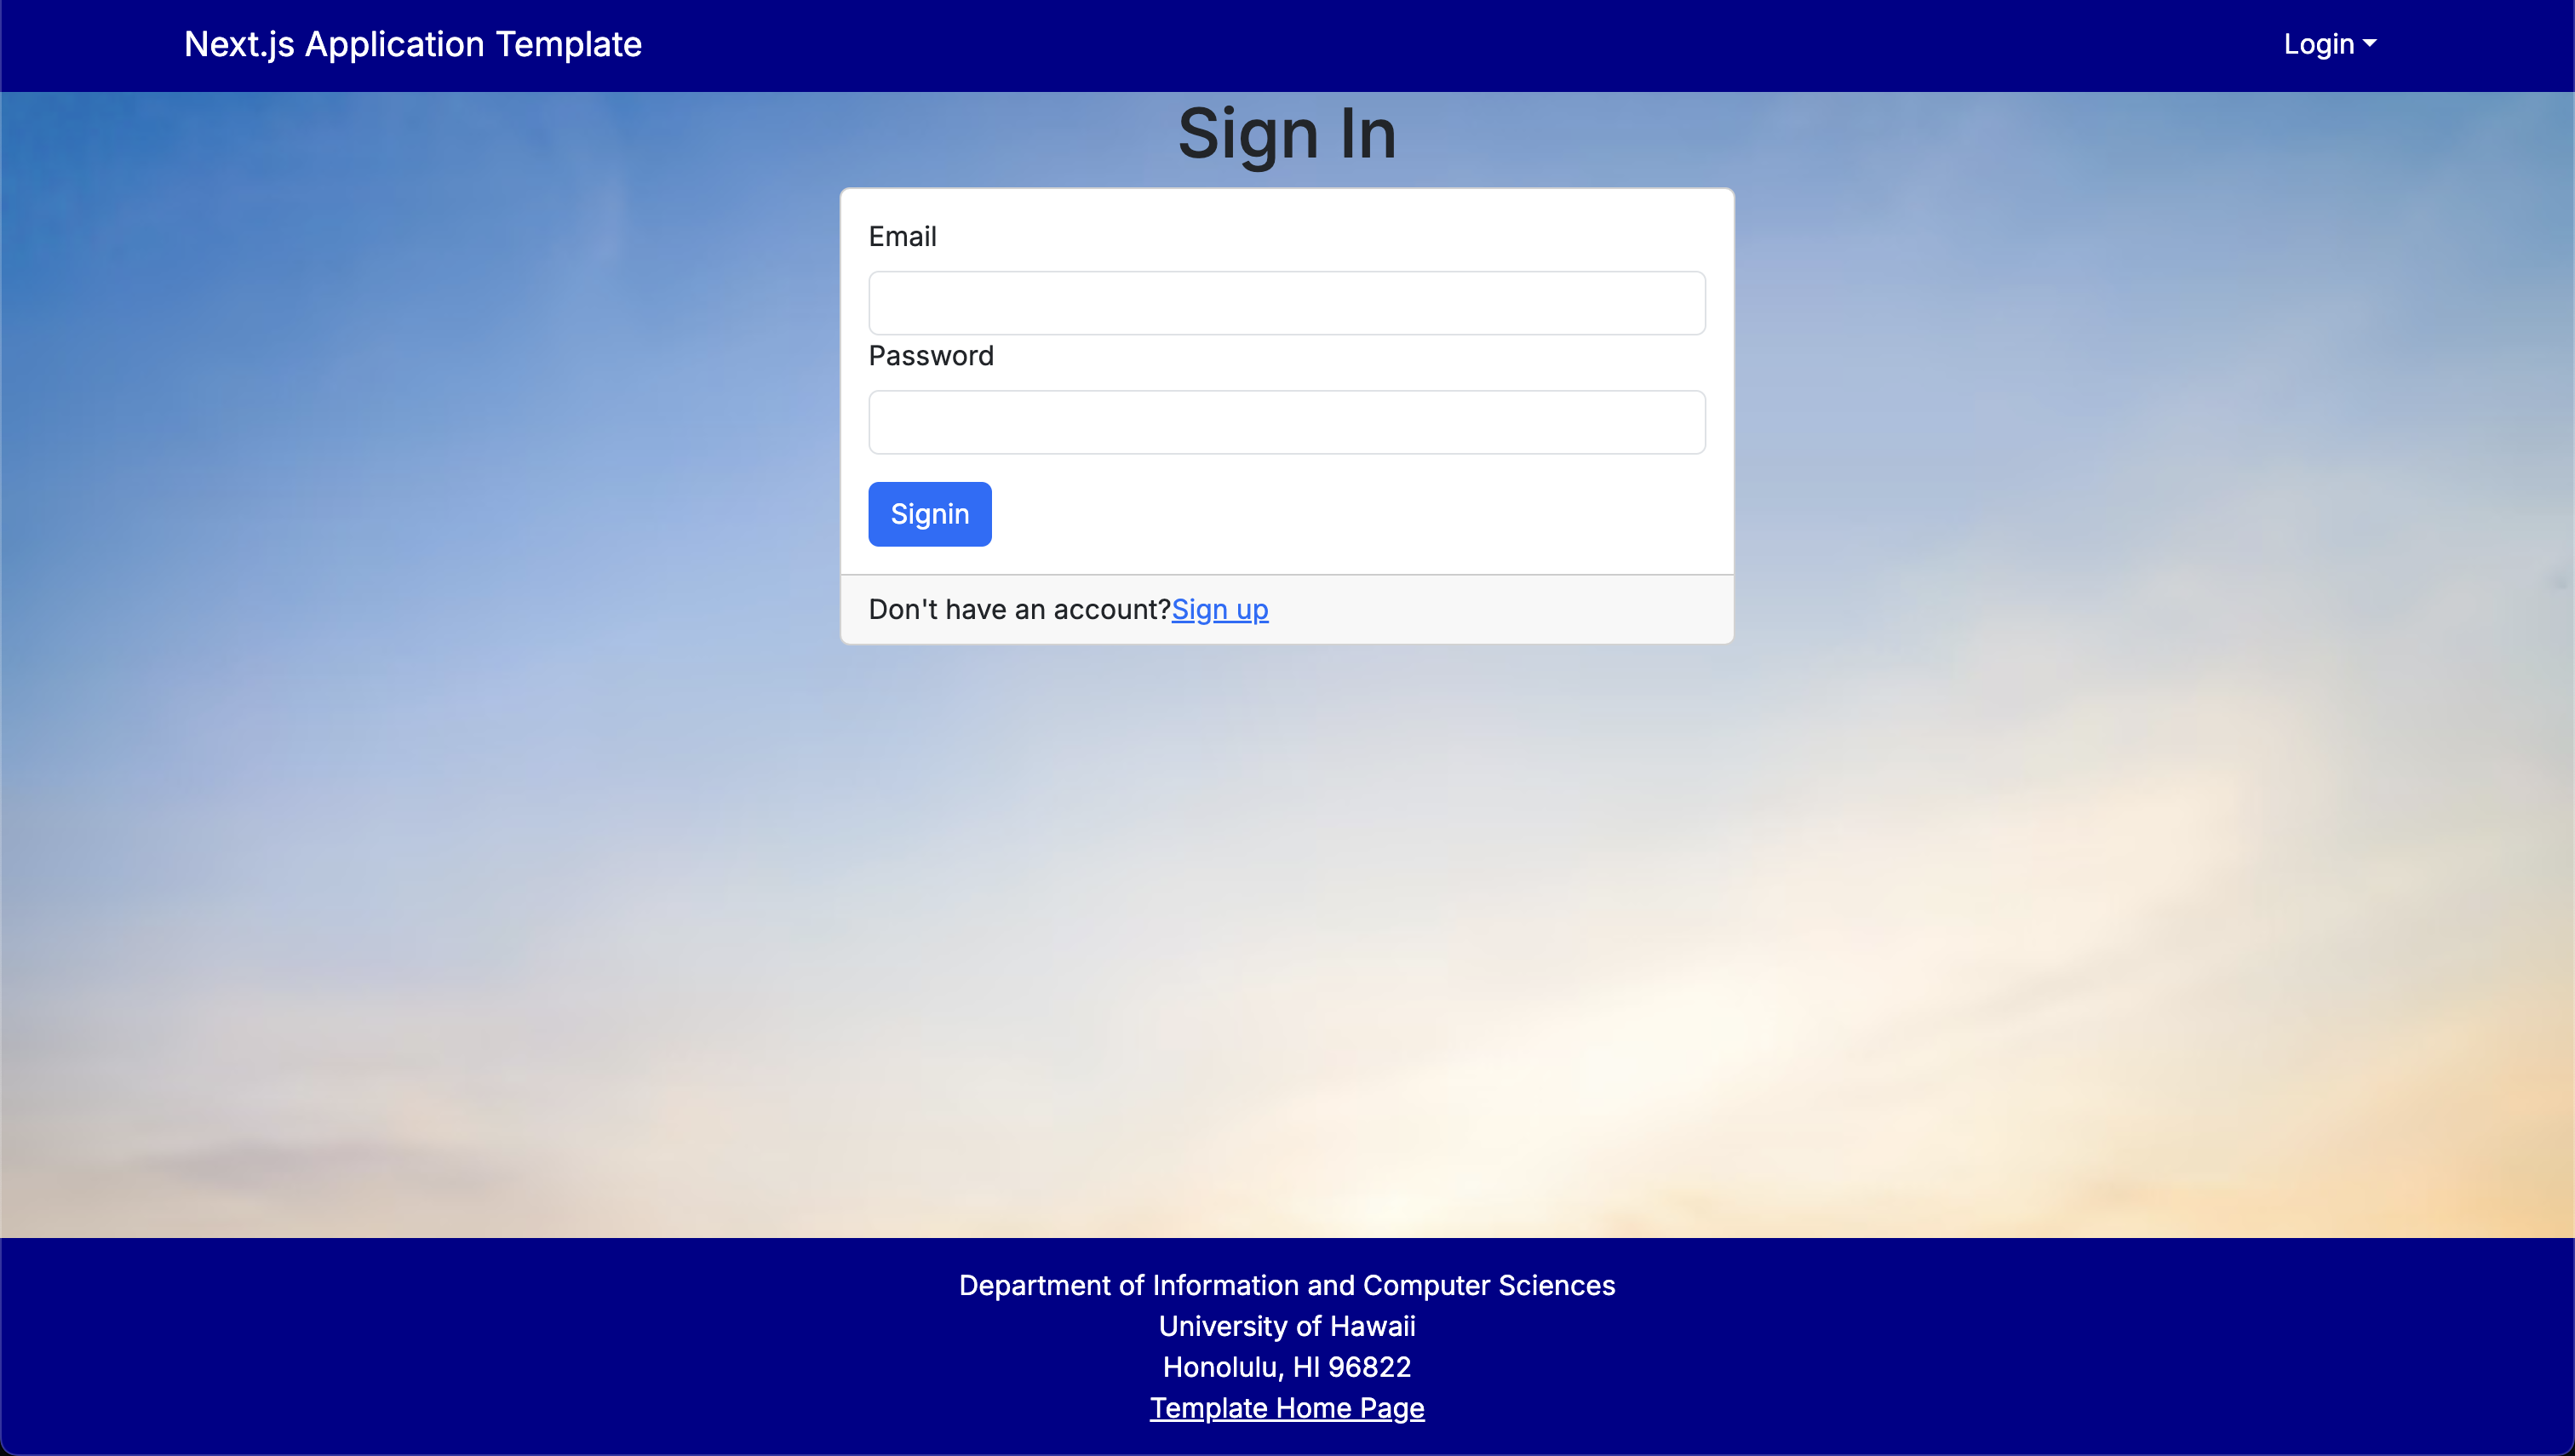 Next.js Application Template
Login
Sign In
Email
Password
Signin
Don't have an account?Sign up
Department of Information and Computer Sciences
University of Hawaii
Honolulu, HI 96822
Template Home Page